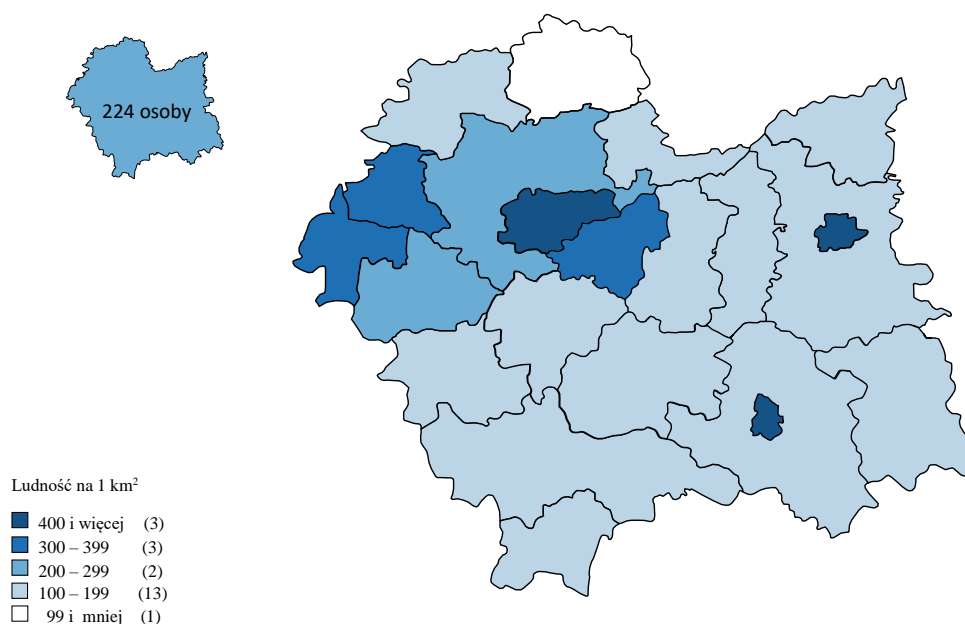 224 osoby
Ludność na 1 km²
400 i więcej (3)
300 – 399 (3)
200 – 299 (2)
100 – 199 (13)
99 i mniej (1)